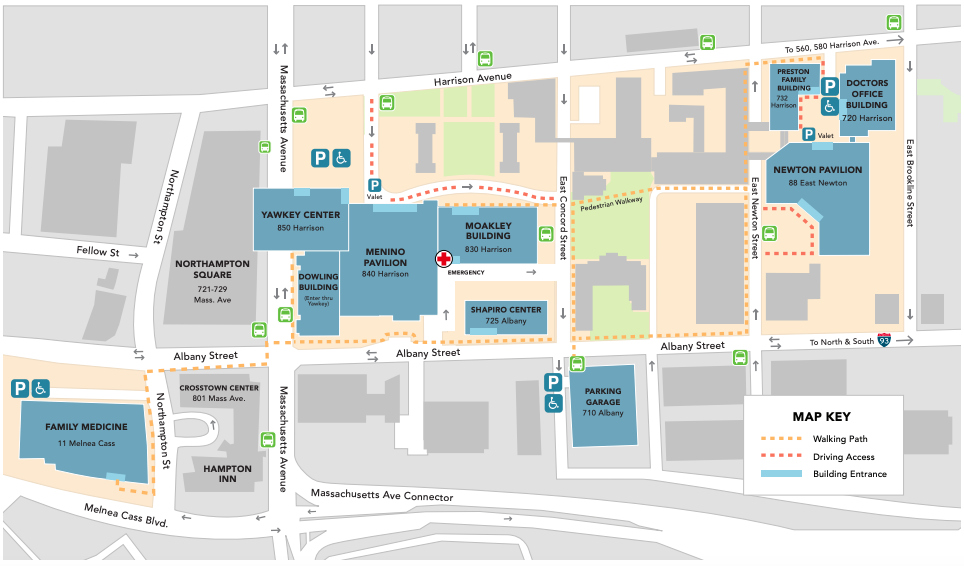 To 560, 580 Harrison Ave.
Harrison Avenue
Massachusetts Avenue
PRESTON
FAMILY
BUILDING
732
Harrison
P
DOCTORS
OFFICE
BUILDING
720 Harrison
P
Valet
P
P
Valet
Northampton St
East Concord Street
East Newton Street
East Brookline Street
NEWTON PAVILION
88 East Newton
Pedestrian Walkway
YAWKEY CENTER
850 Harrison
MOAKLEY
BUILDING
830 Harrison
Fellow St
MENINO
PAVILION
840 Harrison
NORTHAMPTON
SQUARE
721-729
Mass. Ave
DOWLING
BUILDING
(Enter thru
Yawkey)
EMERGENCY
SHAPIRO CENTER
725 Albany
Albany Street
Albany Street
Albany Street
To North & South
93
P
CROSSTOWN CENTER
801 Mass Ave.
P
PARKING
GARAGE
710 Albany
FAMILY MEDICINE
11 Melnea Cass
Northampton St
Massachusetts Avenue
HAMPTON
INN
MAP KEY
Walking Path
Driving Access
Building Entrance
Massachusetts Ave Connector
Melnea Cass Blvd.